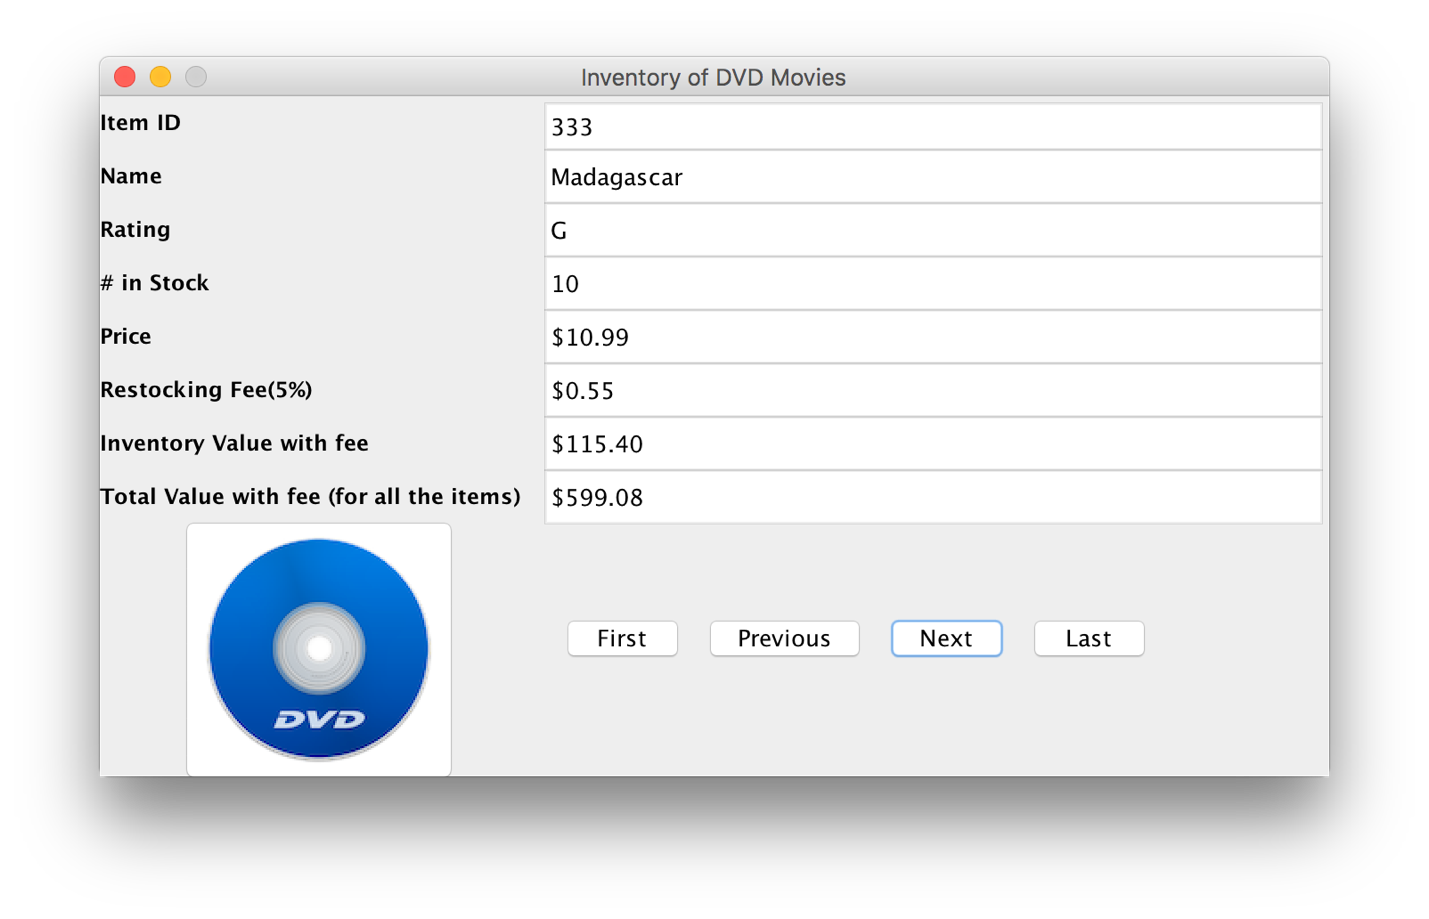 Inventory of DVD Movies
Item ID 333
Name Madagascar
Rating G
# in Stock 10
Price $10.99
Restocking Fee(5%) $0.55
Inventory Value with fee $115.40
Total Value with fee (for all the items) $599.08
First Previous Next Last
DVD